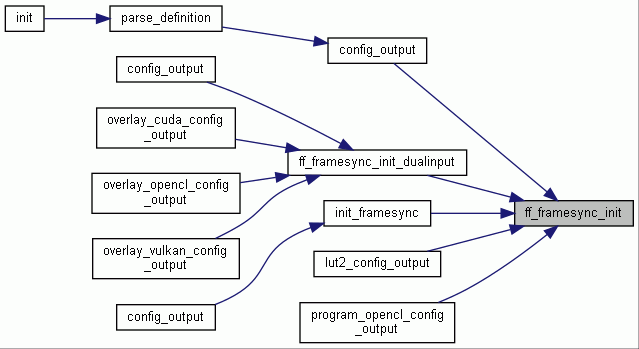 init
parse_definition
config_output
config_output
overlay_cuda_config
_output
ff_framesync_init_dualinput
overlay_opencl_config
_output
init_framesync
ff_framesync_init
overlay_vulkan_config
_output
lut2_config_output
config_output
program_opencl_config
_output